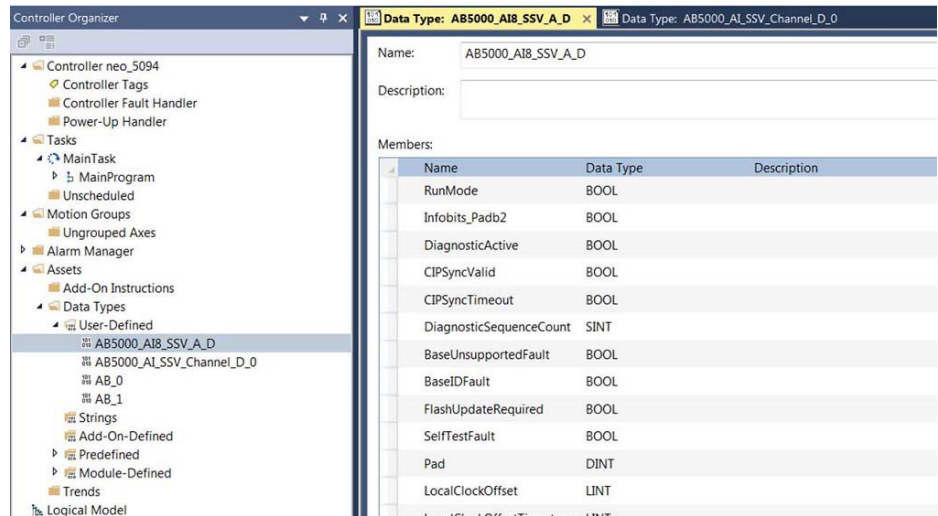 Controller Organizer
Controller neo_5094
Controller Tags
Controller Fault Handler
Power-Up Handler
Tasks
MainTask
MainProgram
Unscheduled
Motion Groups
Ungrouped Axes
Alarm Manager
Assets
Add-On Instructions
Data Types
User-Defined
AB5000_AI8_SSV_A_D
AB5000_AI_SSV_Channel_D_0
AB_0
AB_1
Strings
Add-On-Defined
Predefined
Module-Defined
Trends
Logical Model
Data Type: AB5000_AI8_SSV_A_D
Data Type: AB5000_AI_SSV_Channel_D_0
Name: AB5000_AI8_SSV_A_D
Description:
Members:
Name Data Type Description
RunMode BOOL
Infobits_Padb2 BOOL
DiagnosticActive BOOL
CIPSyncValid BOOL
CIPSyncTimeout BOOL
DiagnosticSequenceCount SINT
BaseUnsupportedFault BOOL
BaseIDFault BOOL
FlashUpdateRequired BOOL
SelfTestFault BOOL
Pad DINT
LocalClockOffset LINT